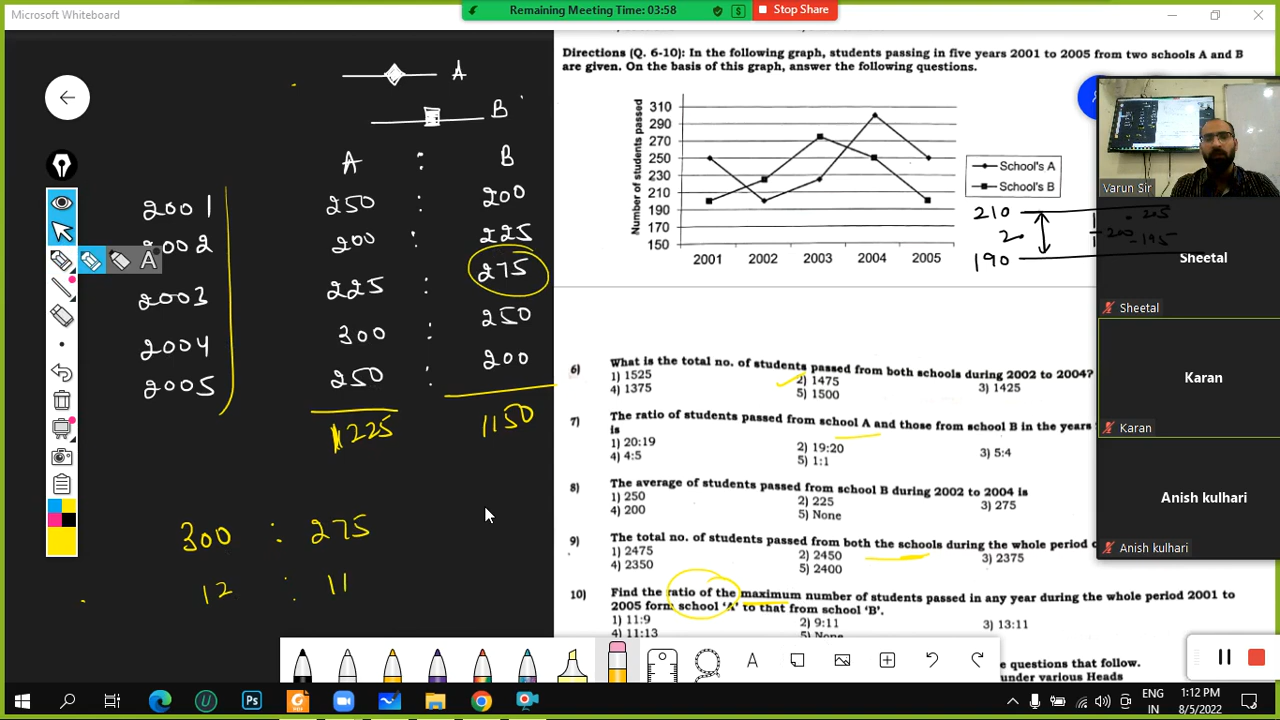 Microsoft Whiteboard
Remaining Meeting Time: 03:58
Stop Share
A
B
A : B
2001 250 : 200
2002 200 : 225
2003 225 : 275
2004 300 : 250
2005 250 : 200
1225 1150
300 : 275
12 : 11
Directions (Q. 6-10): In the following graph, students passing in five years 2001 to 2005 from two schools A and B
are given. On the basis of this graph, answer the following questions.
Number of students passed
310
290
270
250
230
210
190
170
150
2001 2002 2003 2004 2005
School's A
School's B
210
190
200
205
195
6) What is the total no. of students passed from both schools during 2002 to 2004?
1) 1525 2) 1475 3) 1425
4) 1375 5) 1500
7) The ratio of students passed from school A and those from school B in the years
is
1) 20:19 2) 19:20 3) 5:4
4) 4:5 5) 1:1
8) The average of students passed from school B during 2002 to 2004 is
1) 250 2) 225 3) 275
4) 200 5) None
9) The total no. of students passed from both the schools during the whole period
1) 2475 2) 2450 3) 2375
4) 2350 5) 2400
10) Find the ratio of the maximum number of students passed in any year during the whole period 2001 to
2005 form school 'A' to that from school 'B'.
1) 11:9 2) 9:11 3) 13:11
4) 11:13 5) None
e questions that follow.
under various Heads
Varun Sir
Sheetal
Sheetal
Karan
Karan
Anish kulhari
Anish kulhari
A
A
Ps
ENG
IN
1:12 PM
8/5/2022